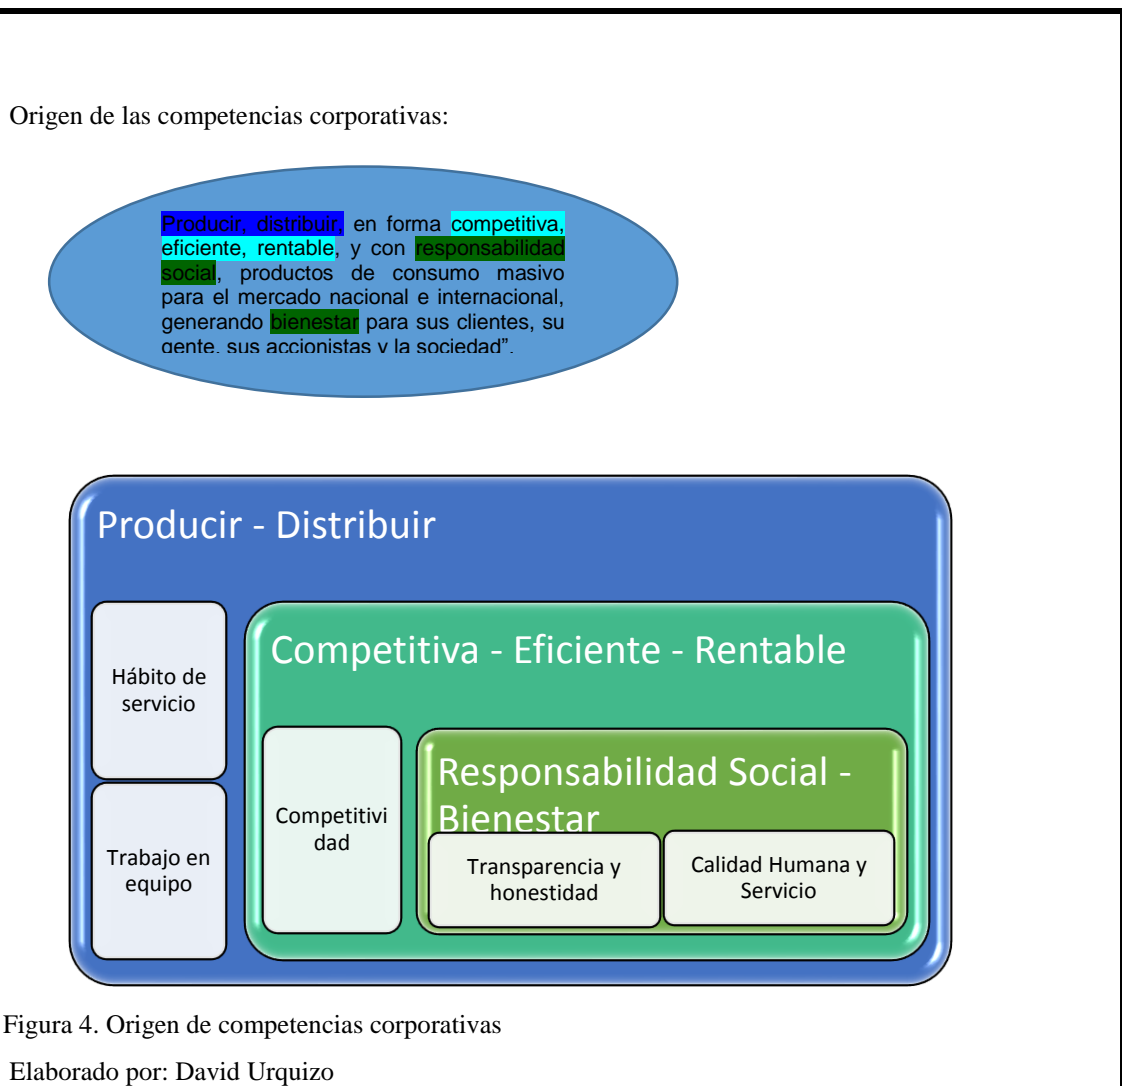 Origen de las competencias corporativas:
Producir, distribuir, en forma competitiva,
eficiente, rentable, y con responsabilidad
social, productos de consumo masivo
para el mercado nacional e internacional,
generando bienestar para sus clientes, su
gente, sus accionistas y la sociedad”.
Producir - Distribuir
Hábito de
servicio
Trabajo en
equipo
Competitiva - Eficiente - Rentable
Competitivi
dad
Responsabilidad Social -
Bienestar
Transparencia y
honestidad
Calidad Humana y
Servicio
Figura 4. Origen de competencias corporativas
Elaborado por: David Urquizo